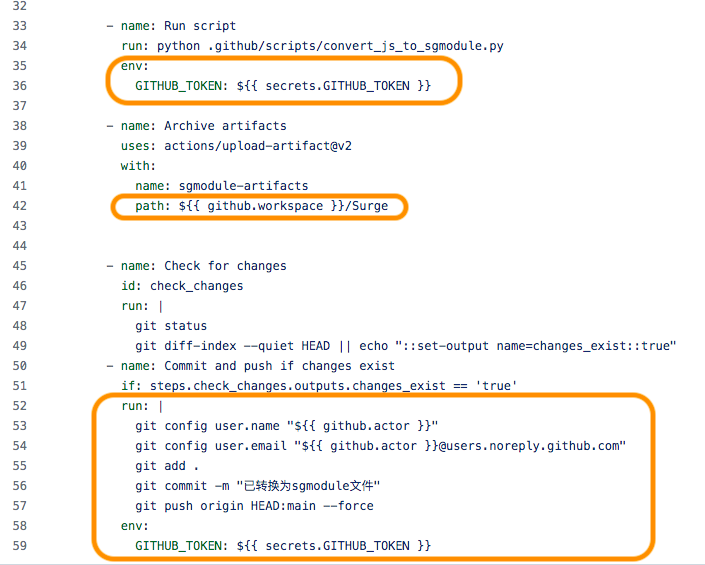 32
33 - name: Run script
34 run: python .github/scripts/convert_js_to_sgmodule.py
35 env:
36 GITHUB_TOKEN: ${{ secrets.GITHUB_TOKEN }}
37
38 - name: Archive artifacts
39 uses: actions/upload-artifact@v2
40 with:
41 name: sgmodule-artifacts
42 path: ${{ github.workspace }}/Surge
43
44
45 - name: Check for changes
46 id: check_changes
47 run: |
48 git status
49 git diff-index --quiet HEAD || echo "::set-output name=changes_exist::true"
50 - name: Commit and push if changes exist
51 if: steps.check_changes.outputs.changes_exist == 'true'
52 run: |
53 git config user.name "${{ github.actor }}"
54 git config user.email "${{ github.actor }}@users.noreply.github.com"
55 git add .
56 git commit -m "已转换为sgmodule文件"
57 git push origin HEAD:main --force
58 env:
59 GITHUB_TOKEN: ${{ secrets.GITHUB_TOKEN }}